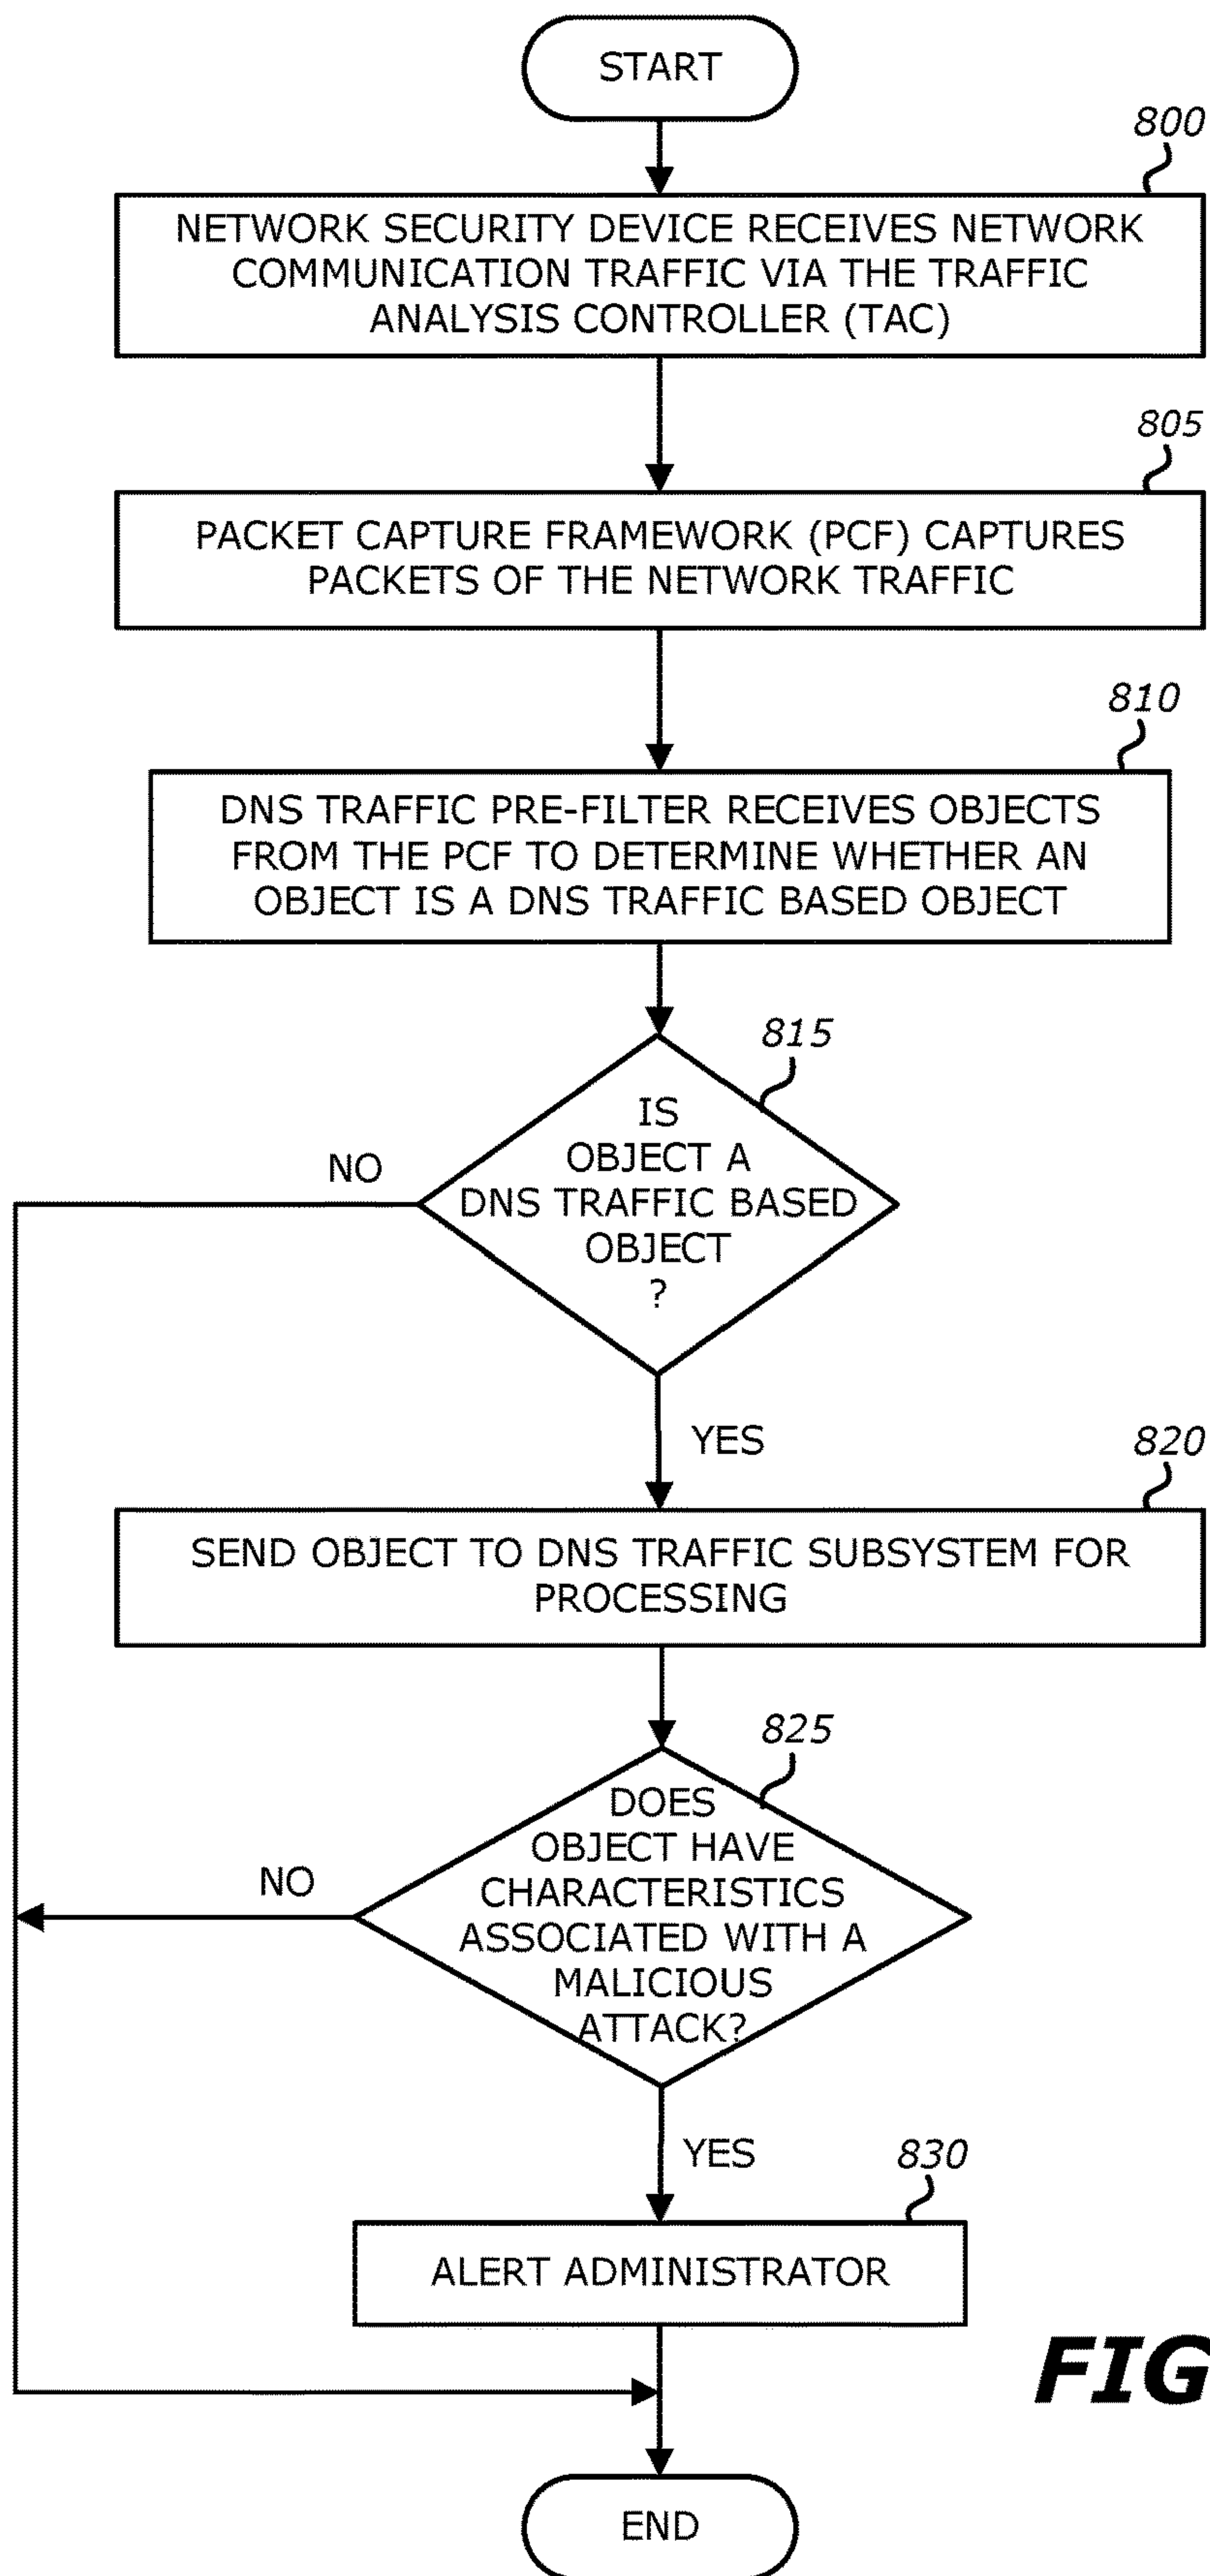 START
800
NETWORK SECURITY DEVICE RECEIVES NETWORK
COMMUNICATION TRAFFIC VIA THE TRAFFIC
ANALYSIS CONTROLLER (TAC)
805
PACKET CAPTURE FRAMEWORK (PCF) CAPTURES
PACKETS OF THE NETWORK TRAFFIC
810
DNS TRAFFIC PRE-FILTER RECEIVES OBJECTS
FROM THE PCF TO DETERMINE WHETHER AN
OBJECT IS A DNS TRAFFIC BASED OBJECT
815
IS
OBJECT A
DNS TRAFFIC BASED
OBJECT
?
NO
YES
820
SEND OBJECT TO DNS TRAFFIC SUBSYSTEM FOR
PROCESSING
825
DOES
OBJECT HAVE
CHARACTERISTICS
ASSOCIATED WITH A
MALICIOUS
ATTACK?
NO
YES
830
ALERT ADMINISTRATOR
FIG
END